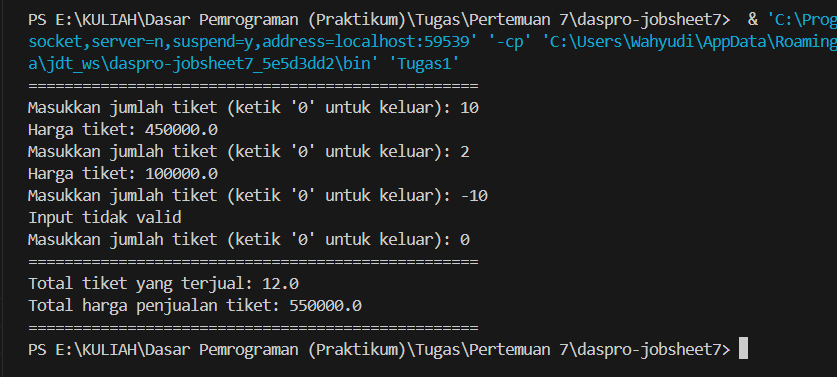 PS E:\KULIAH\Dasar Pemrograman (Praktikum)\Tugas\Pertemuan 7\daspro-jobsheet7>  & 'C:\Prog
socket,server=n,suspend=y,address=localhost:59539' '-cp' 'C:\Users\Wahyudi\AppData\Roaming
a\jdt_ws\daspro-jobsheet7_5e5d3dd2\bin' 'Tugas1'
==================================================
Masukkan jumlah tiket (ketik '0' untuk keluar): 10
Harga tiket: 450000.0
Masukkan jumlah tiket (ketik '0' untuk keluar): 2
Harga tiket: 100000.0
Masukkan jumlah tiket (ketik '0' untuk keluar): -10
Input tidak valid
Masukkan jumlah tiket (ketik '0' untuk keluar): 0
==================================================
Total tiket yang terjual: 12.0
Total harga penjualan tiket: 550000.0
==================================================
PS E:\KULIAH\Dasar Pemrograman (Praktikum)\Tugas\Pertemuan 7\daspro-jobsheet7>